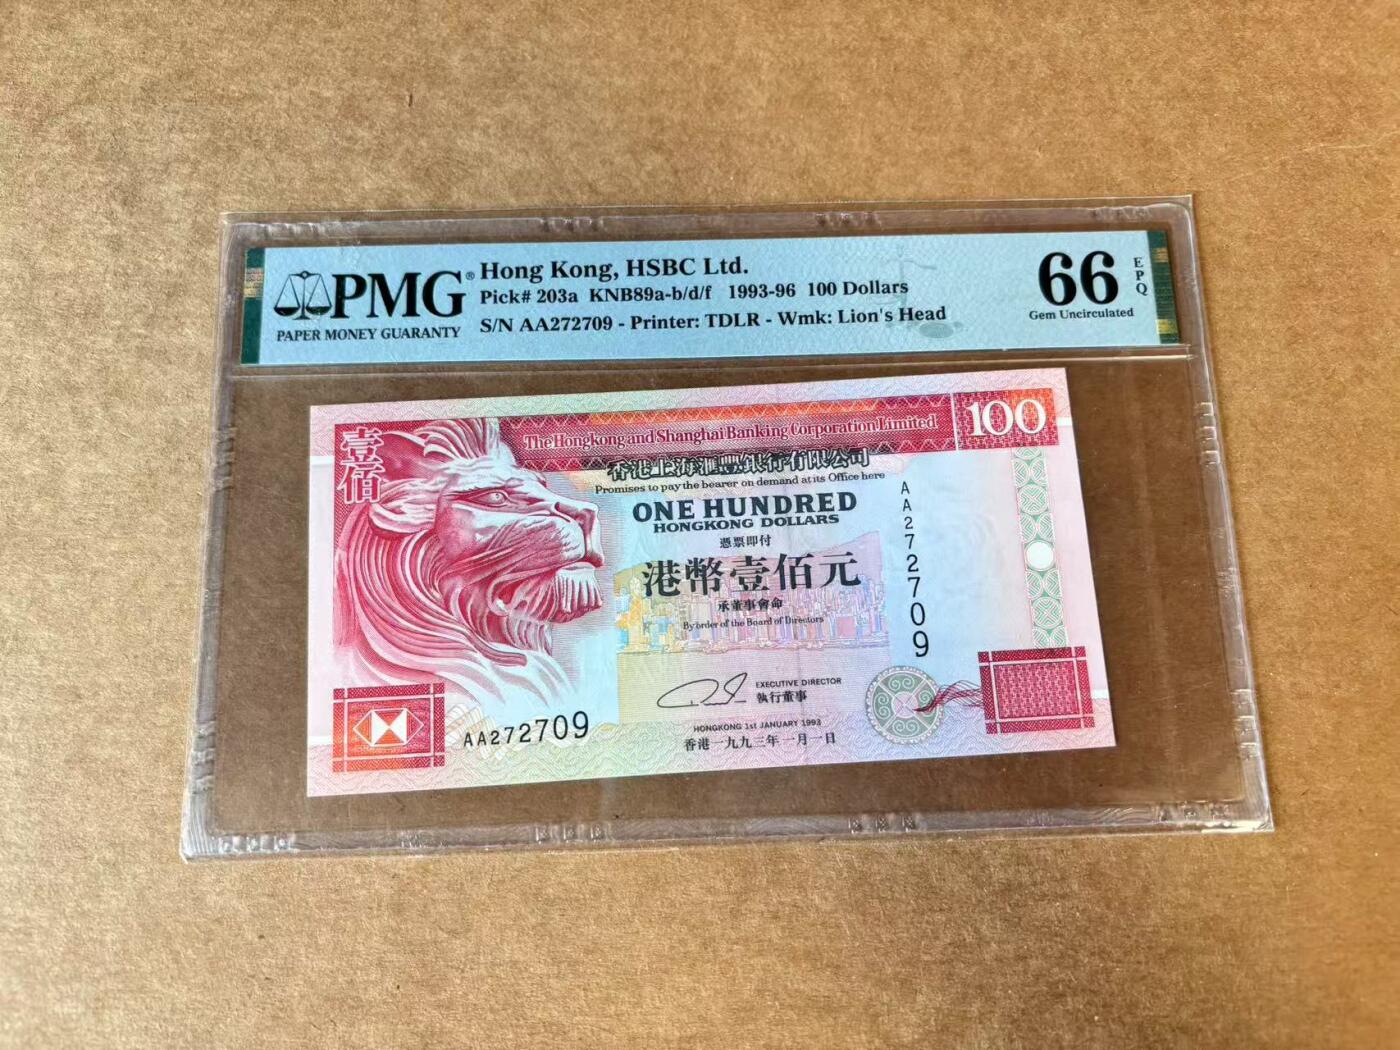 PMG®
PAPER MONEY GUARANTY
Hong Kong, HSBC Ltd.
Pick# 203a KNB89a-b/d/f 1993-96 100 Dollars
S/N AA272709 - Printer: TDLR - Wmk: Lion's Head
66
EPQ
Gem Uncirculated
壹佰
The Hongkong and Shanghai Banking Corporation Limited
100
香港上海滙豐銀行有限公司
Promises to pay the bearer on demand at its Office here
ONE HUNDRED
HONGKONG DOLLARS
憑票即付
港幣壹佰元
承董事會命
By order of the Board of Directors
AA272709
EXECUTIVE DIRECTOR
執行董事
HONGKONG 1st JANUARY 1993
香港一九九三年一月一日
AA272709